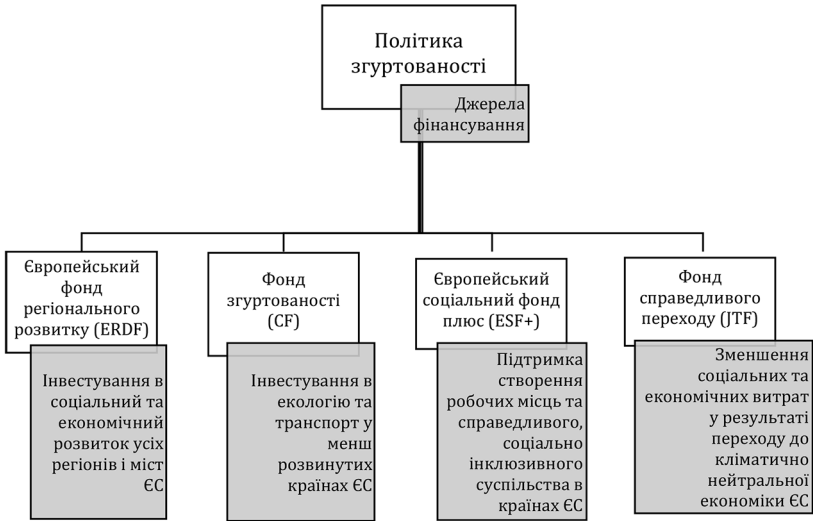 Політика
згуртованості
Джерела
фінансування
Європейський
фонд
регіонального
розвитку (ERDF)
Інвестування в
соціальний та
економічний
розвиток усіх
регіонів і міст
ЄС
Фонд
згуртованості
(CF)
Інвестування в
екологію та
транспорт у
менш
розвинутих
країнах ЄС
Європейський
соціальний фонд
плюс (ESF+)
Підтримка
створення
робочих місць та
справедливого,
соціально
інклюзивного
суспільства в
країнах ЄС
Фонд
справедливого
переходу (JTF)
Зменшення
соціальних та
економічних витрат
у результаті
переходу до
кліматично
нейтральної
економіки ЄС